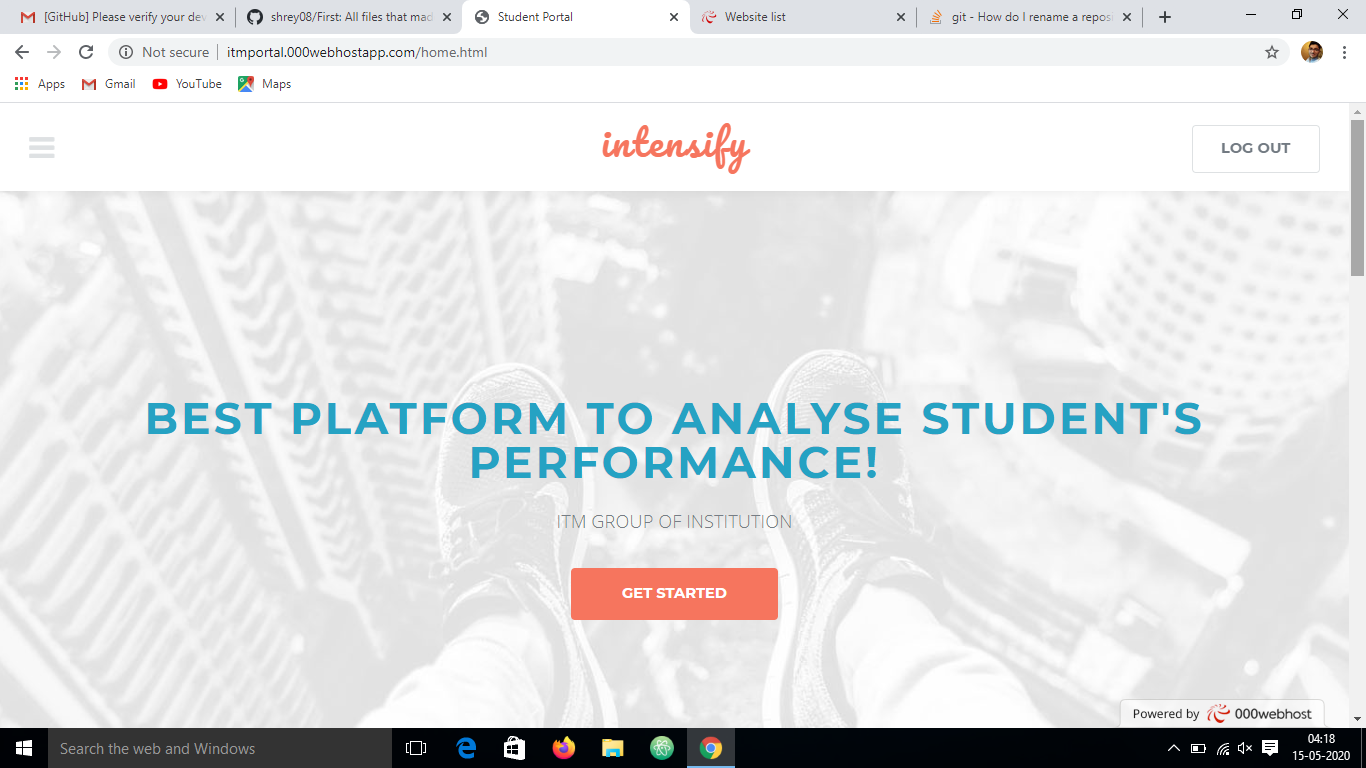 [GitHub] Please verify your dev
shrey08/First: All files that mad
Student Portal
Website list
git - How do I rename a reposi
Not secure
itmportal.000webhostapp.com/home.html
Apps
Gmail
YouTube
Maps
intensify
LOG OUT
BEST PLATFORM TO ANALYSE STUDENT'S
PERFORMANCE!
ITM GROUP OF INSTITUTION
GET STARTED
Powered by 000webhost
Search the web and Windows
04:18
15-05-2020